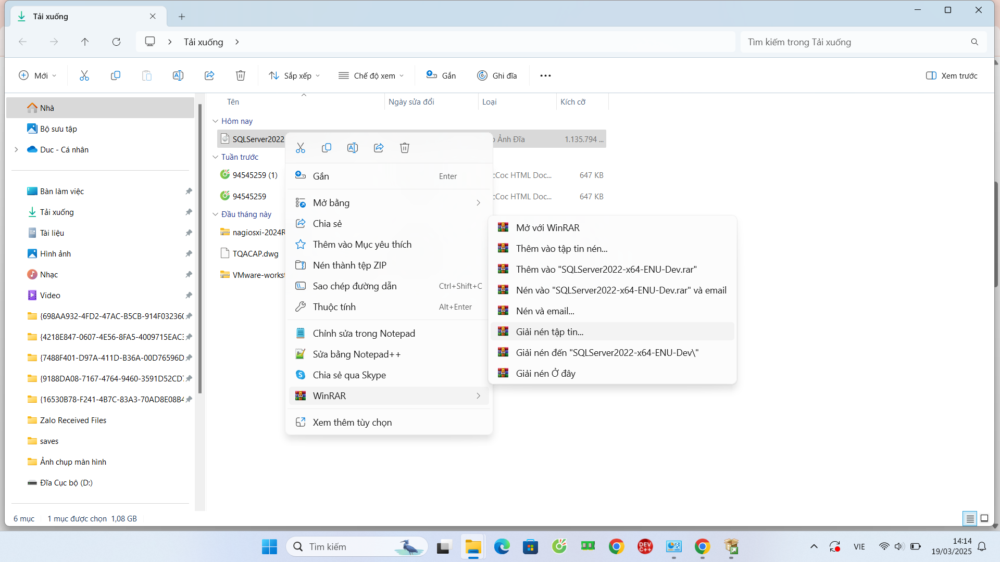 Tải xuống
Tải xuống
Tìm kiếm trong Tải xuống
Mới
Sắp xếp
Chế độ xem
Gắn
Ghi đĩa
Xem trước
Nhà
Bộ sưu tập
Duc - Cá nhân
Bàn làm việc
Tải xuống
Tài liệu
Hình ảnh
Nhạc
Video
{698AA932-4FD2-47AC-B5CB-914F03236
{4218E847-0607-4E56-8FA5-4009715EAC
{7488F401-D97A-411D-B36A-00D76596D
{9188DA08-7167-4764-9460-3591D52CD
{16530B78-F241-4B7C-83A3-70AD8E08B4
Zalo Received Files
saves
Ảnh chụp màn hình
Đĩa Cục bộ (D:)
Tên Ngày sửa đổi Loại Kích cỡ
Hôm nay
SQLServer2022 Ảnh Đĩa 1.135.794 ...
Tuần trước
94545259 (1) cCoc HTML Doc... 647 KB
94545259 cCoc HTML Doc... 647 KB
Đầu tháng này
nagiosxi-2024R
TQACAP.dwg
VMware-works
Gắn Enter
Mở bằng
Chia sẻ
Thêm vào Mục yêu thích
Nén thành tệp ZIP
Sao chép đường dẫn Ctrl+Shift+C
Thuộc tính Alt+Enter
Chỉnh sửa trong Notepad
Sửa bằng Notepad++
Chia sẻ qua Skype
WinRAR
Xem thêm tùy chọn
Mở với WinRAR
Thêm vào tập tin nén...
Thêm vào "SQLServer2022-x64-ENU-Dev.rar"
Nén vào "SQLServer2022-x64-ENU-Dev.rar" và email
Nén và email...
Giải nén tập tin...
Giải nén đến "SQLServer2022-x64-ENU-Dev\"
Giải nén Ở đây
6 mục 1 mục được chọn 1,08 GB
Tìm kiếm
DEV C++
VIE
14:14
19/03/2025